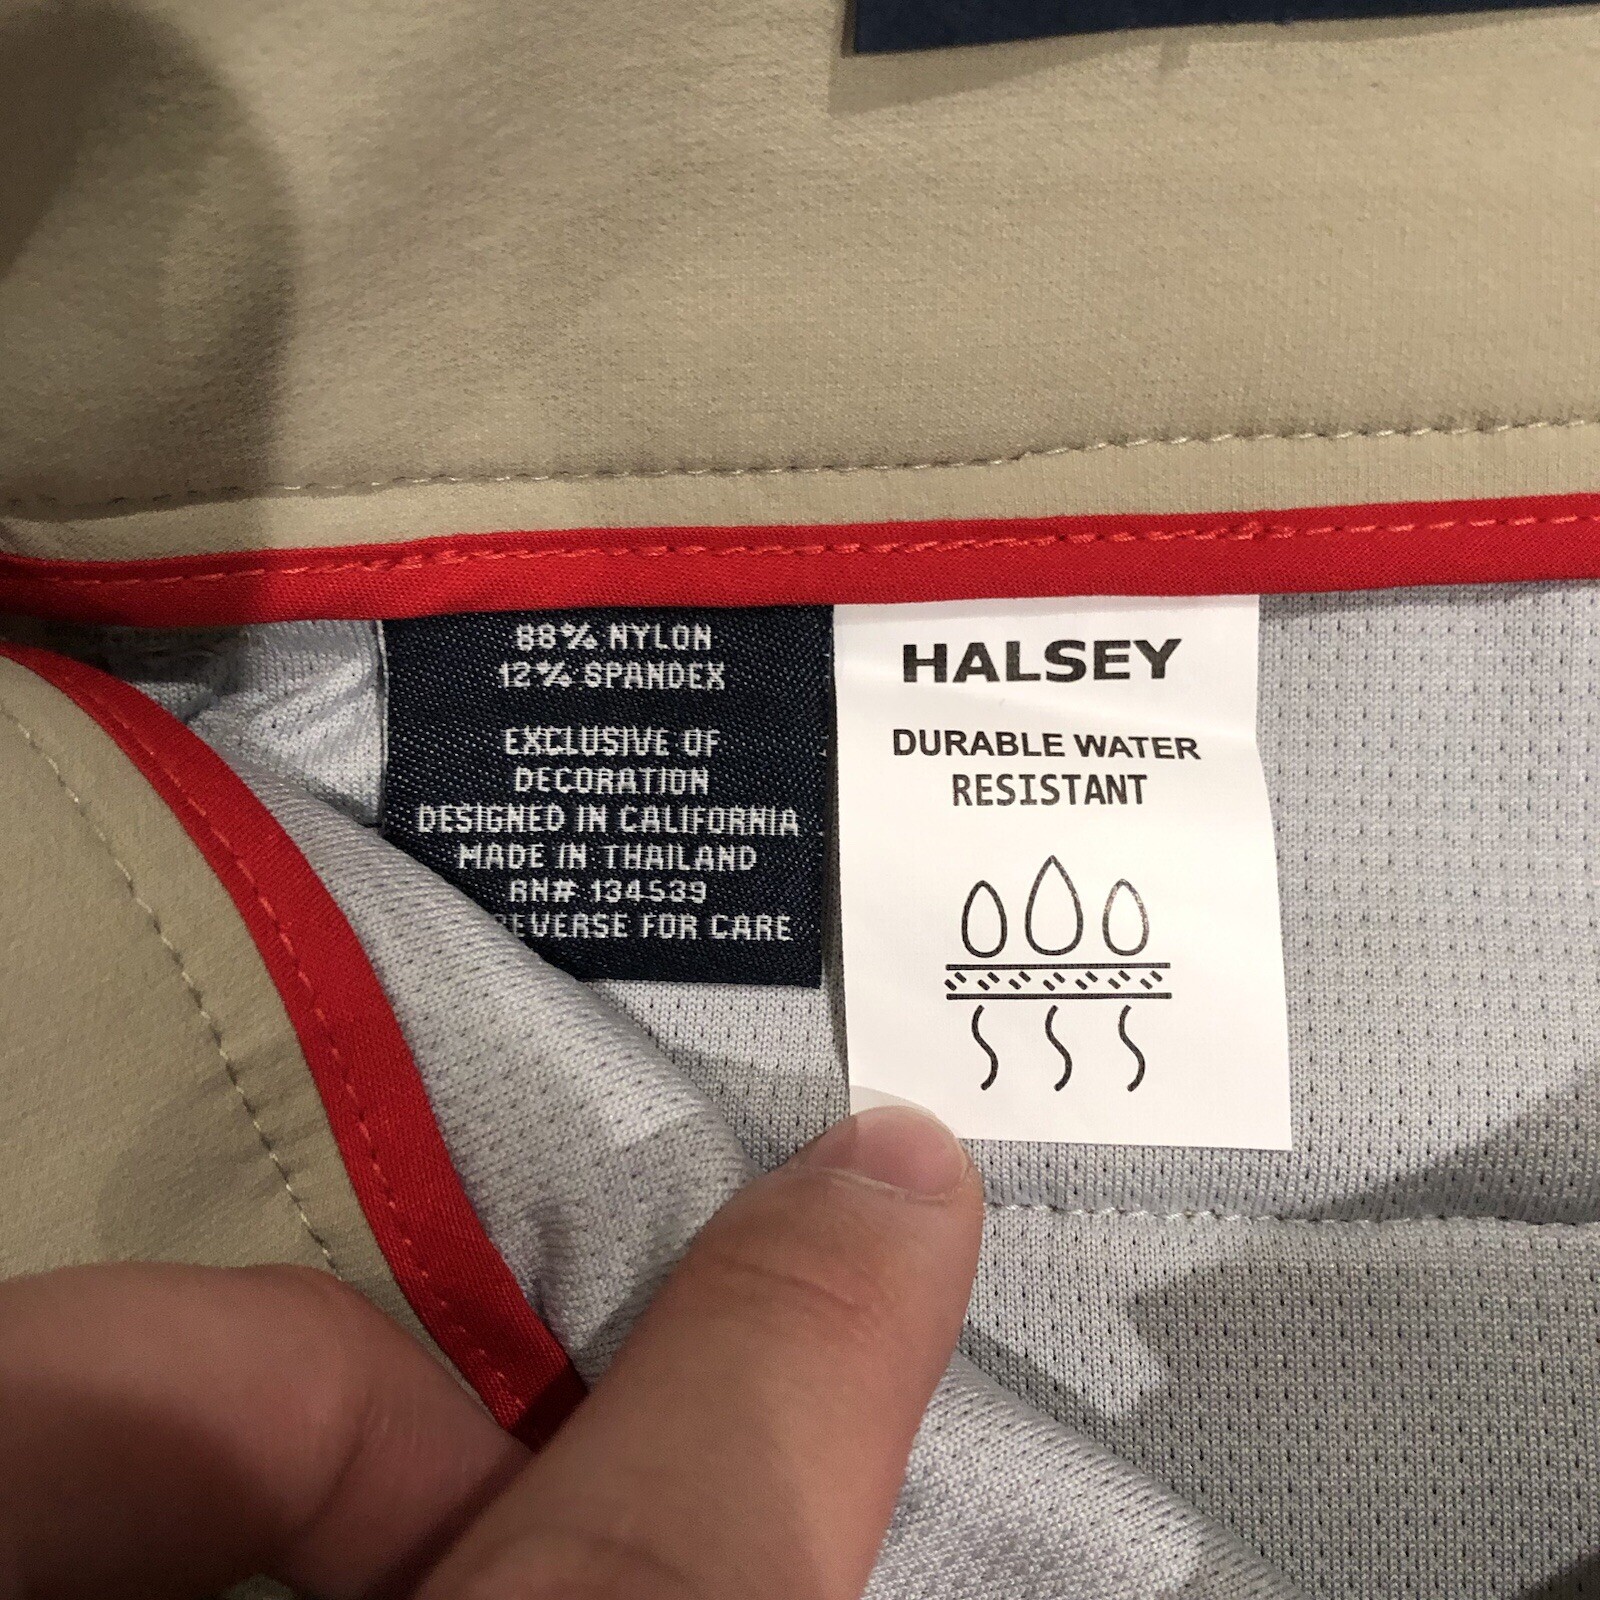 88% NYLON
12% SPANDEX
EXCLUSIVE OF
DECORATION
DESIGNED IN CALIFORNIA
MADE IN THAILAND
RN# 134539
EVERSE FOR CARE
HALSEY
DURABLE WATER
RESISTANT